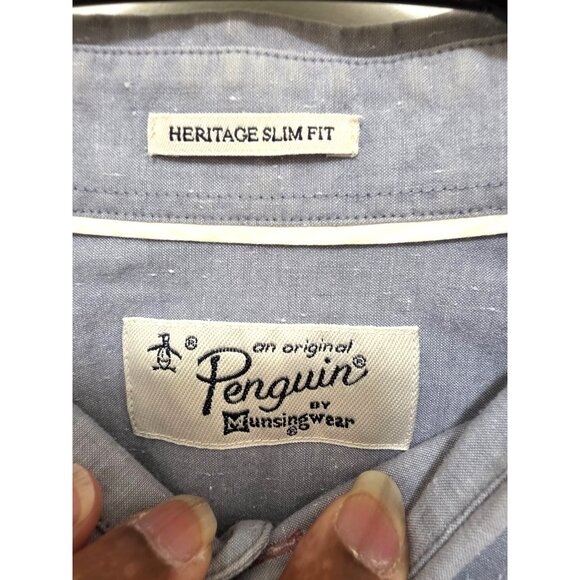 HERITAGE SLIM FIT
® an original
Penguin®
BY
Munsingwear
®